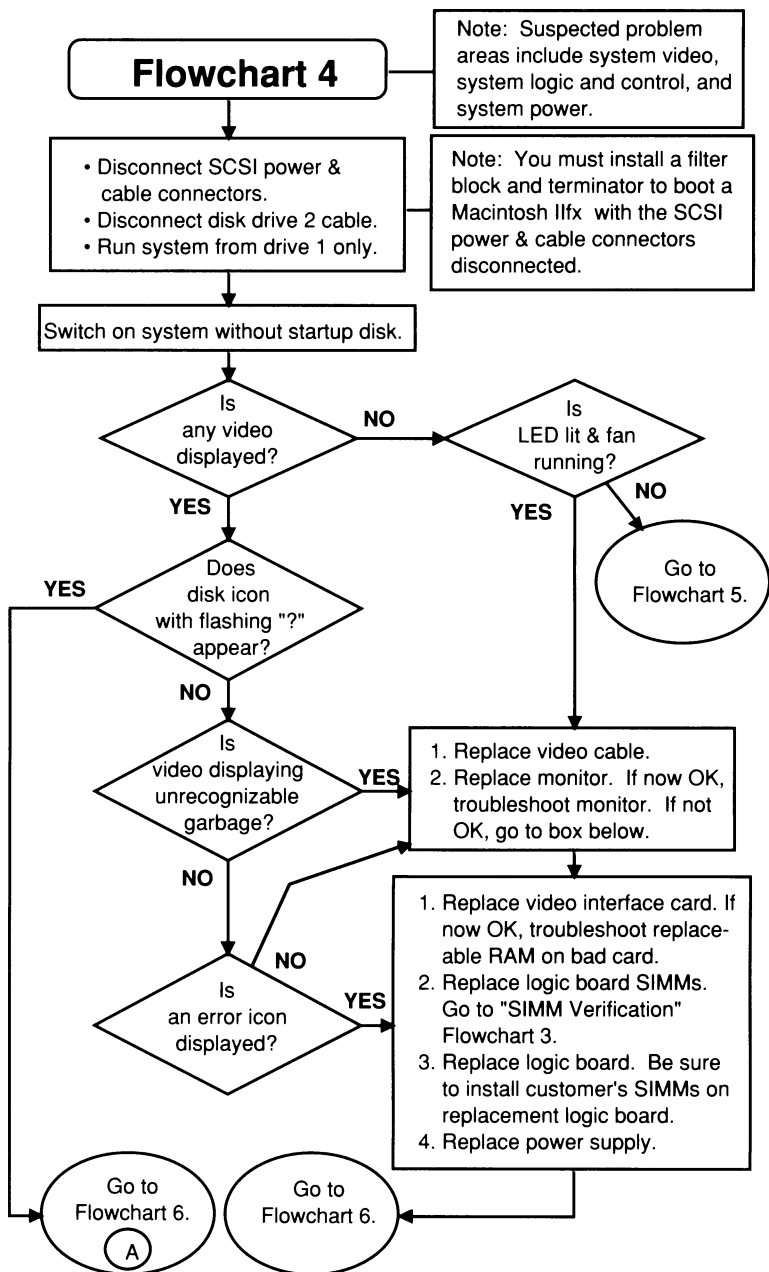 Flowchart 4
Note: Suspected problem
areas include system video,
system logic and control, and
system power.
• Disconnect SCSI power &
cable connectors.
• Disconnect disk drive 2 cable.
• Run system from drive 1 only.
Note: You must install a filter
block and terminator to boot a
Macintosh IIfx with the SCSI
power & cable connectors
disconnected.
Switch on system without startup disk.
Is
any video
displayed?
NO
Is
LED lit & fan
running?
YES
NO
YES
Go to
Flowchart 5.
Does
disk icon
with flashing "?"
appear?
YES
NO
Is
video displaying
unrecognizable
garbage?
YES
1. Replace video cable.
2. Replace monitor. If now OK,
troubleshoot monitor. If not
OK, go to box below.
NO
Is
an error icon
displayed?
NO
YES
1. Replace video interface card. If
now OK, troubleshoot replace-
able RAM on bad card.
2. Replace logic board SIMMs.
Go to "SIMM Verification"
Flowchart 3.
3. Replace logic board. Be sure
to install customer's SIMMs on
replacement logic board.
4. Replace power supply.
Go to
Flowchart 6.
A
Go to
Flowchart 6.